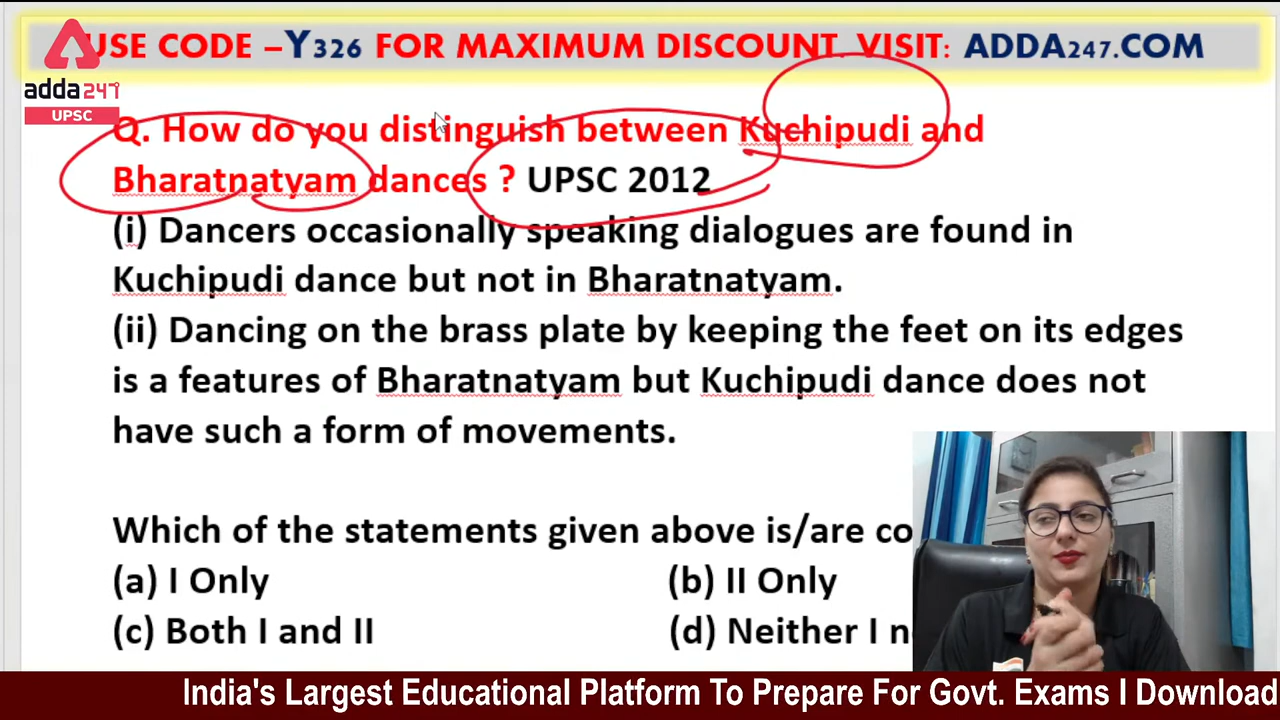 USE CODE –Y326 FOR MAXIMUM DISCOUNT. VISIT: ADDA247.COM
adda247
UPSC
Q. How do you distinguish between Kuchipudi and
Bharatnatyam dances ? UPSC 2012
(i) Dancers occasionally speaking dialogues are found in
Kuchipudi dance but not in Bharatnatyam.
(ii) Dancing on the brass plate by keeping the feet on its edges
is a features of Bharatnatyam but Kuchipudi dance does not
have such a form of movements.
Which of the statements given above is/are co
(a) I Only (b) II Only
(c) Both I and II (d) Neither I n
India's Largest Educational Platform To Prepare For Govt. Exams I Download